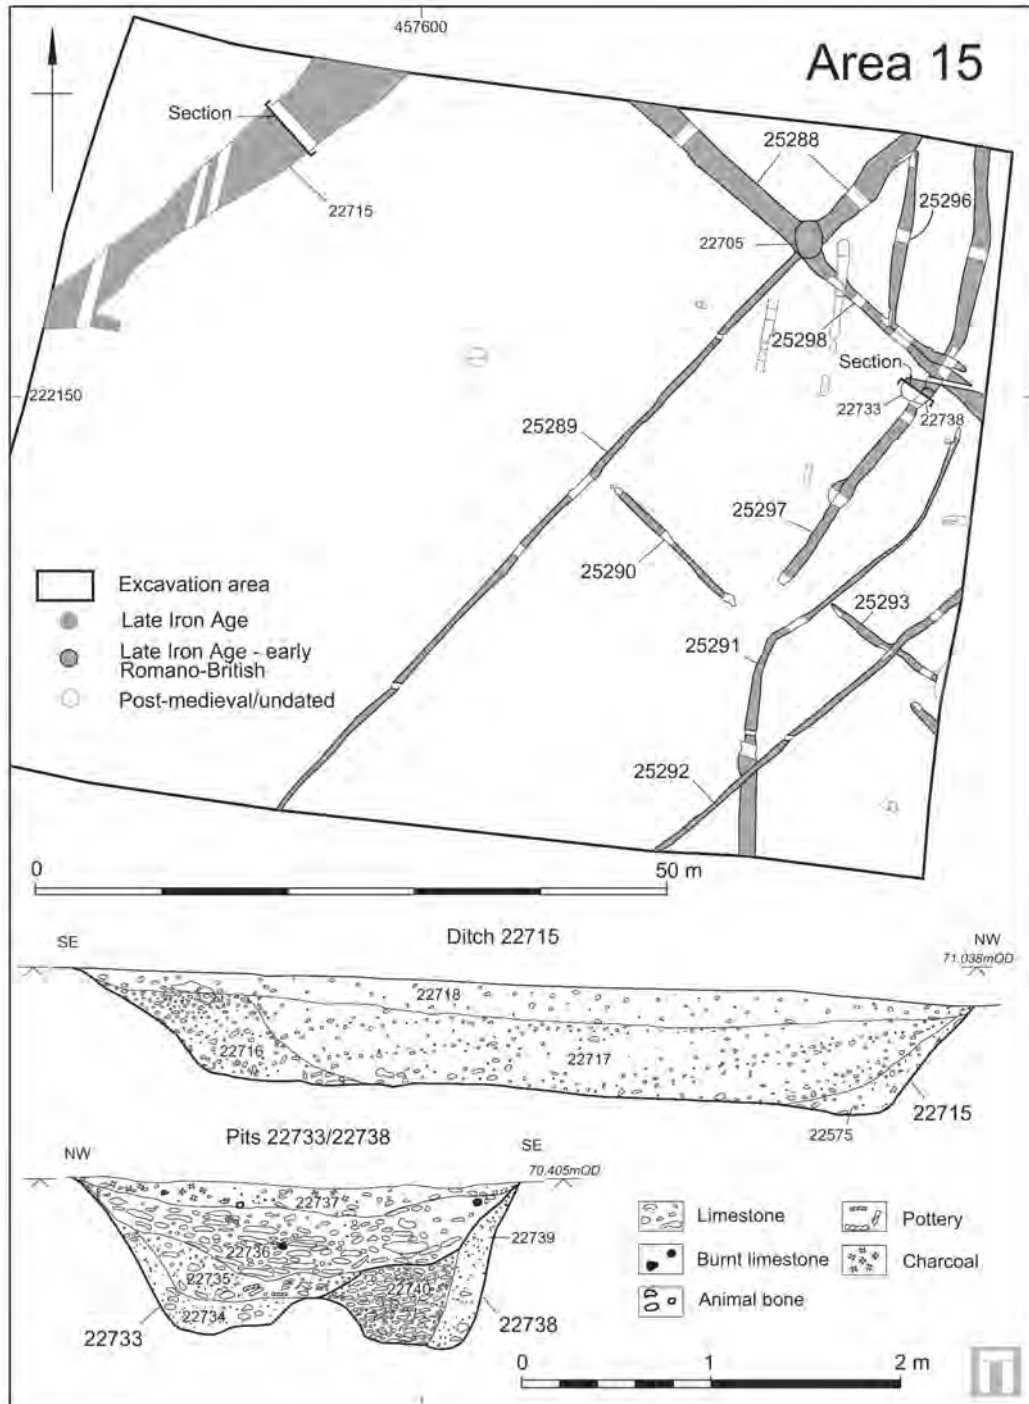 457600
Area 15
Section
25288
22715
25296
22705
25298
Section
222150
22733
22738
25289
25297
25290
25293
25291
25292
Excavation area
Late Iron Age
Late Iron Age - early
Romano-British
Post-medieval/undated
0
50 m
Ditch 22715
SE
NW
71.038mOD
22718
22716
22717
22715
22575
Pits 22733/22738
NW
SE
70.405mOD
22737
22739
22736
22735
22740
22734
22733
22738
Limestone
Pottery
Burnt limestone
Charcoal
Animal bone
0
1
2 m